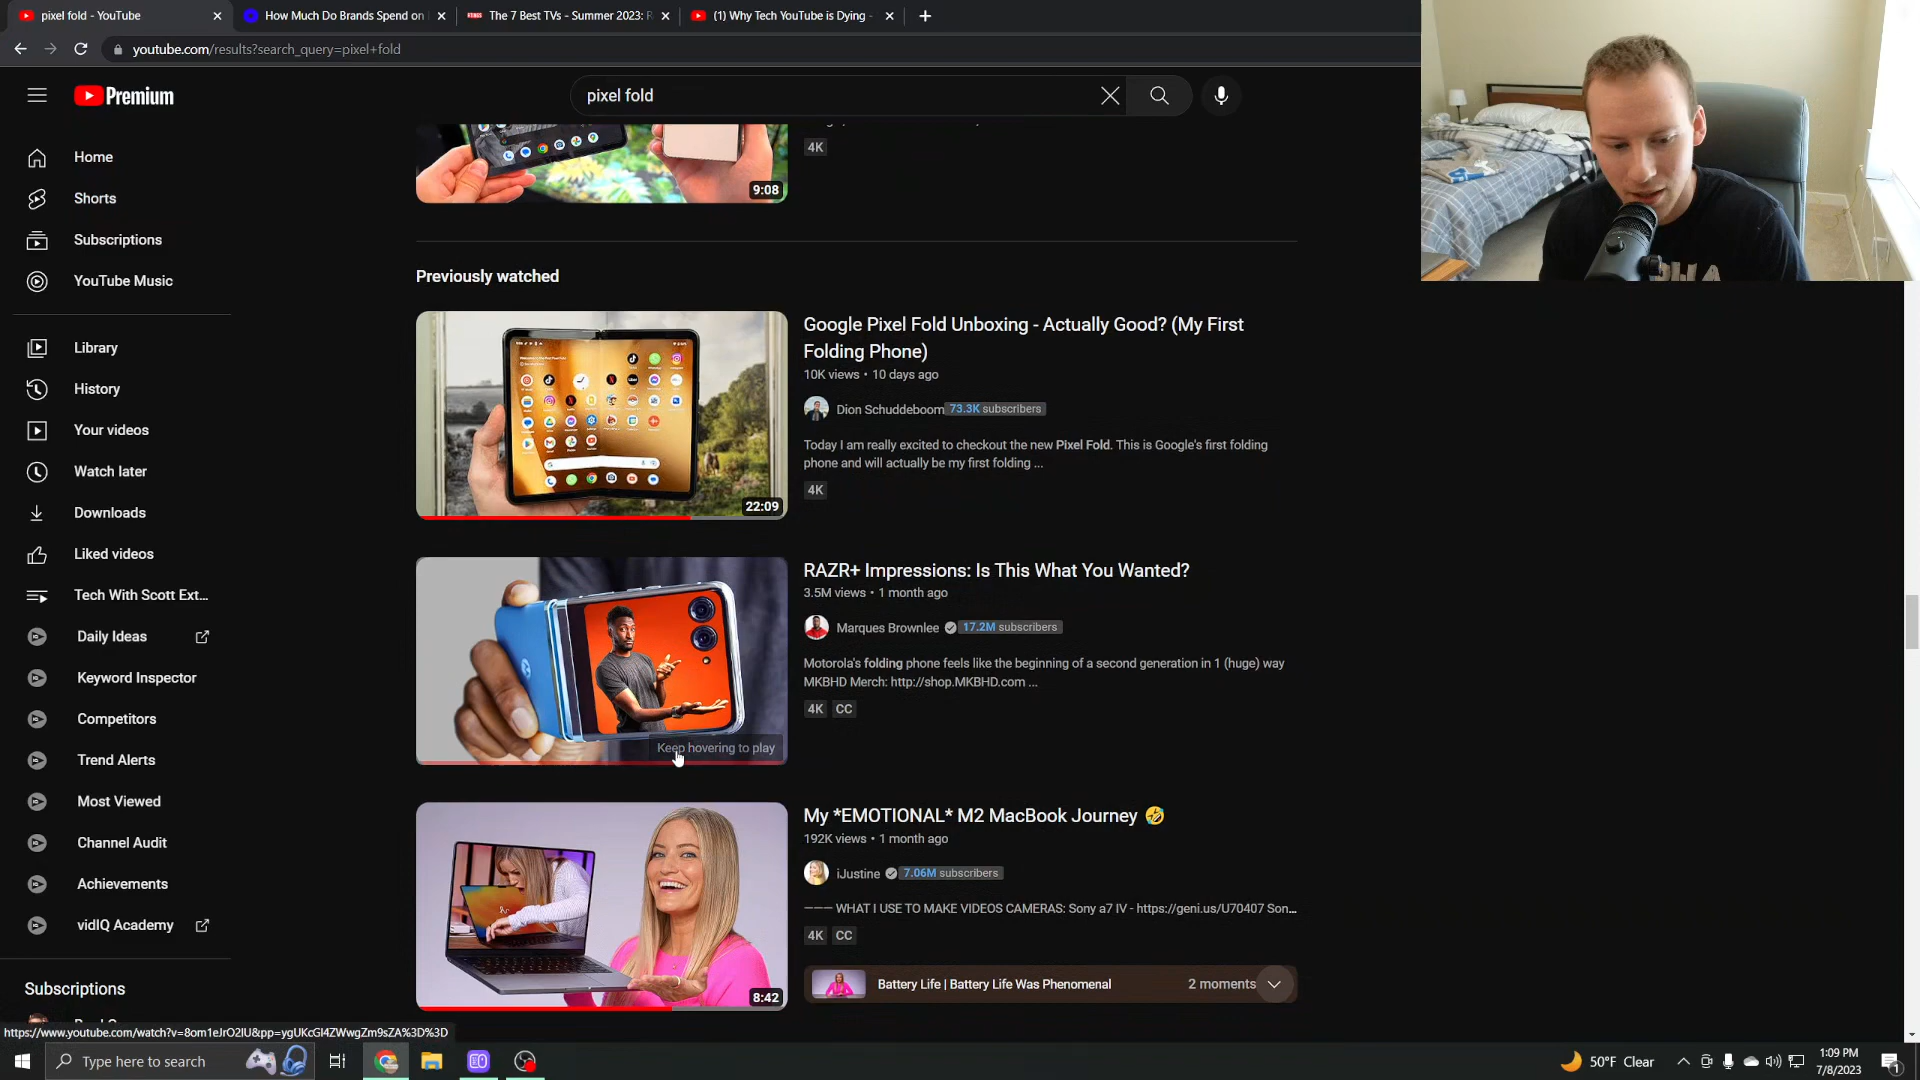 pixel fold - YouTube
How Much Do Brands Spend on
The 7 Best TVs - Summer 2023: R
(1) Why Tech YouTube is Dying -
youtube.com/results?search_query=pixel+fold
Premium
pixel fold
Home
Shorts
Subscriptions
YouTube Music
Library
History
Your videos
Watch later
Downloads
Liked videos
Tech With Scott Ext...
Daily Ideas
Keyword Inspector
Competitors
Trend Alerts
Most Viewed
Channel Audit
Achievements
vidIQ Academy
Subscriptions
4K
9:08
Previously watched
Google Pixel Fold Unboxing - Actually Good? (My First
Folding Phone)
10K views • 10 days ago
Dion Schuddeboom 73.3K subscribers
Today I am really excited to checkout the new Pixel Fold. This is Google's first folding
phone and will actually be my first folding ...
4K
22:09
RAZR+ Impressions: Is This What You Wanted?
3.5M views • 1 month ago
Marques Brownlee 17.2M subscribers
Motorola's folding phone feels like the beginning of a second generation in 1 (huge) way
MKBHD Merch: http://shop.MKBHD.com ...
4K CC
Keep hovering to play
My *EMOTIONAL* M2 MacBook Journey 🤣
192K views • 1 month ago
iJustine 7.06M subscribers
——— WHAT I USE TO MAKE VIDEOS CAMERAS: Sony a7 IV - https://geni.us/U70407 Son...
4K CC
8:42
Battery Life | Battery Life Was Phenomenal 2 moments
https://www.youtube.com/watch?v=8om1eJrO2IU&pp=ygUKcGl4ZWwgZm9sZA%3D%3D
Type here to search
50°F Clear
1:09 PM
7/8/2023
1